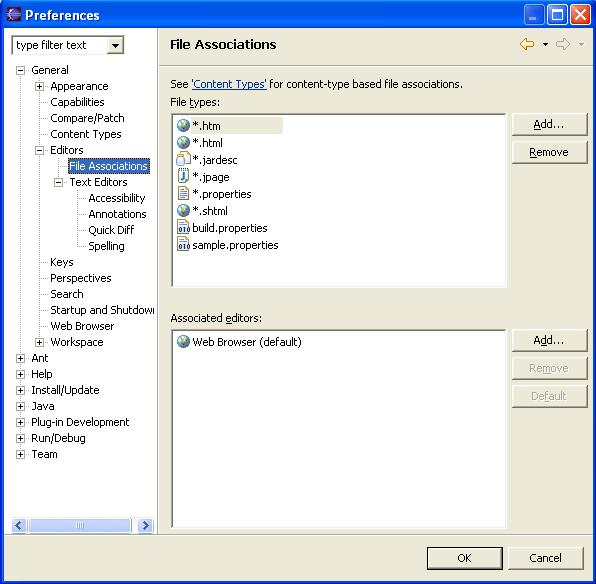 Preferences
type filter text
General
Appearance
Capabilities
Compare/Patch
Content Types
Editors
File Associations
Text Editors
Accessibility
Annotations
Quick Diff
Spelling
Keys
Perspectives
Search
Startup and Shutdown
Web Browser
Workspace
Ant
Help
Install/Update
Java
Plug-in Development
Run/Debug
Team
File Associations
See 'Content Types' for content-type based file associations.
File types:
*.htm
*.html
*.jardesc
*.jpage
*.properties
*.shtml
build.properties
sample.properties
Add...
Remove
Associated editors:
Web Browser (default)
Add...
Remove
Default
OK
Cancel